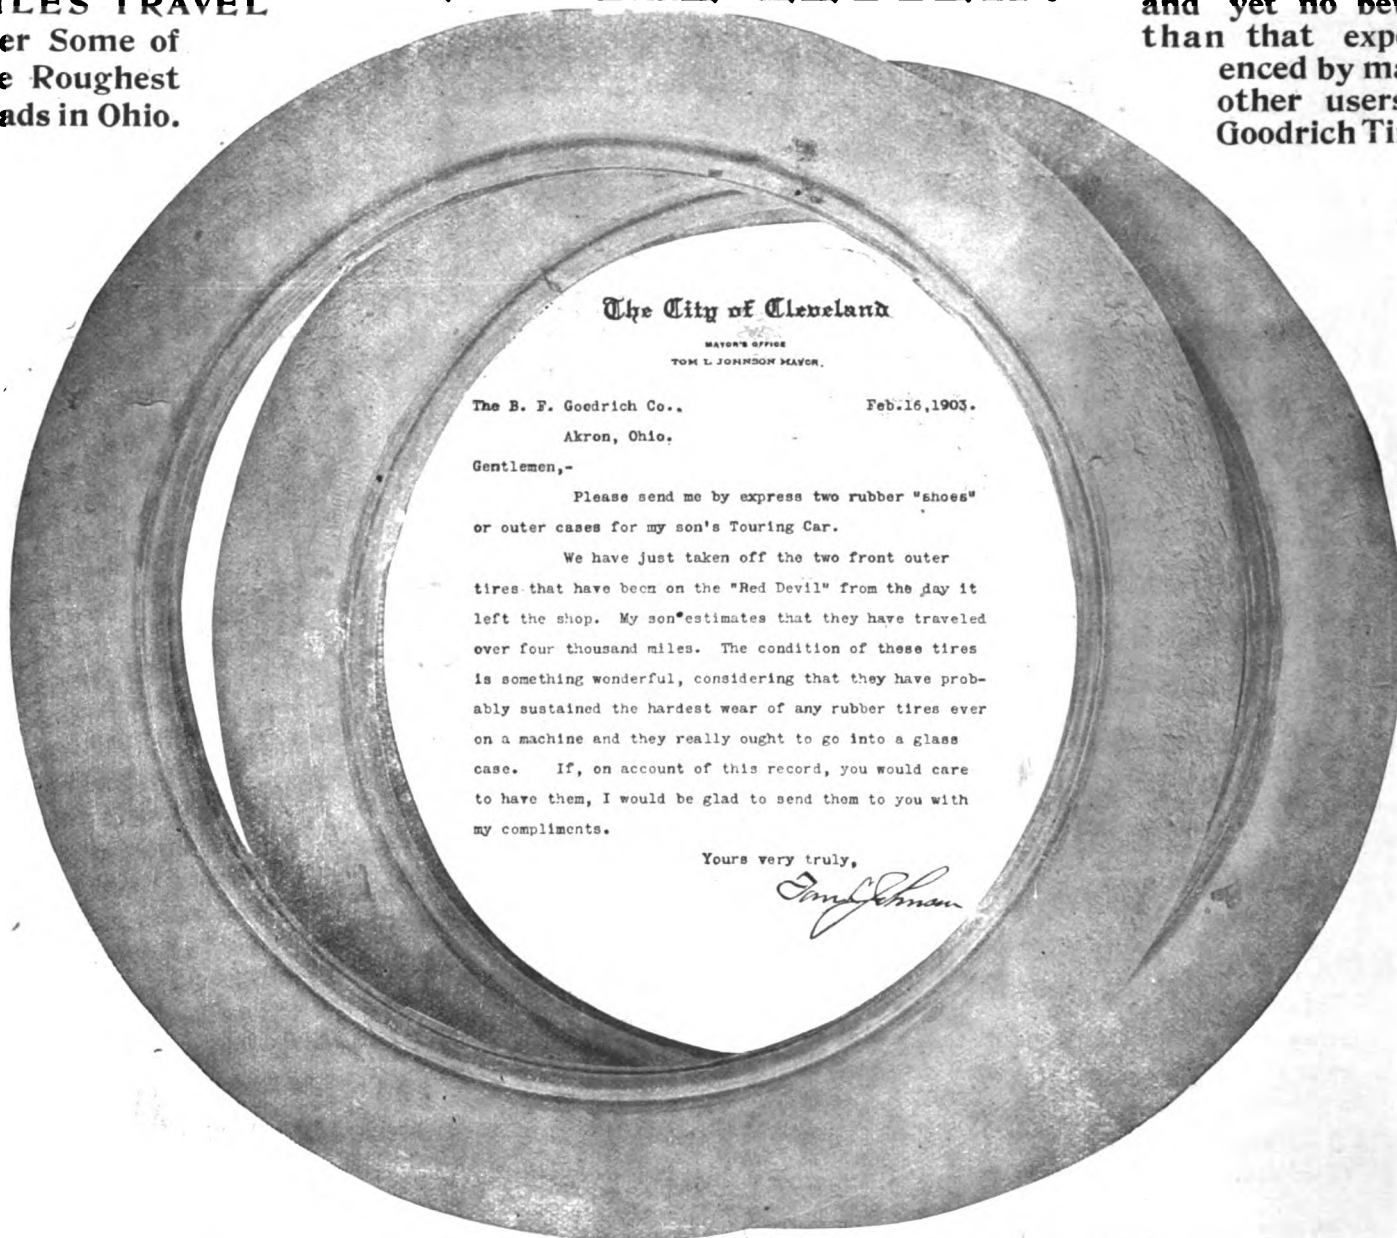 TRAVEL
Some of
Roughest
in Ohio.
and yet no
than that
enced by
other users
Goodrich
The City of Cleveland
MAYOR'S OFFICE
TOM L. JOHNSON MAYOR.
The B. F. Goodrich Co.. Feb.16,1903.
Akron, Ohio.
Gentlemen,-
Please send me by express two rubber "shoes"
or outer cases for my son's Touring Car.
We have just taken off the two front outer
tires that have been on the "Red Devil" from the day it
left the shop. My son estimates that they have traveled
over four thousand miles. The condition of these tires
is something wonderful, considering that they have prob-
ably sustained the hardest wear of any rubber tires ever
on a machine and they really ought to go into a glass
case. If, on account of this record, you would care
to have them, I would be glad to send them to you with
my compliments.
Yours very truly,
Tom L Johnson